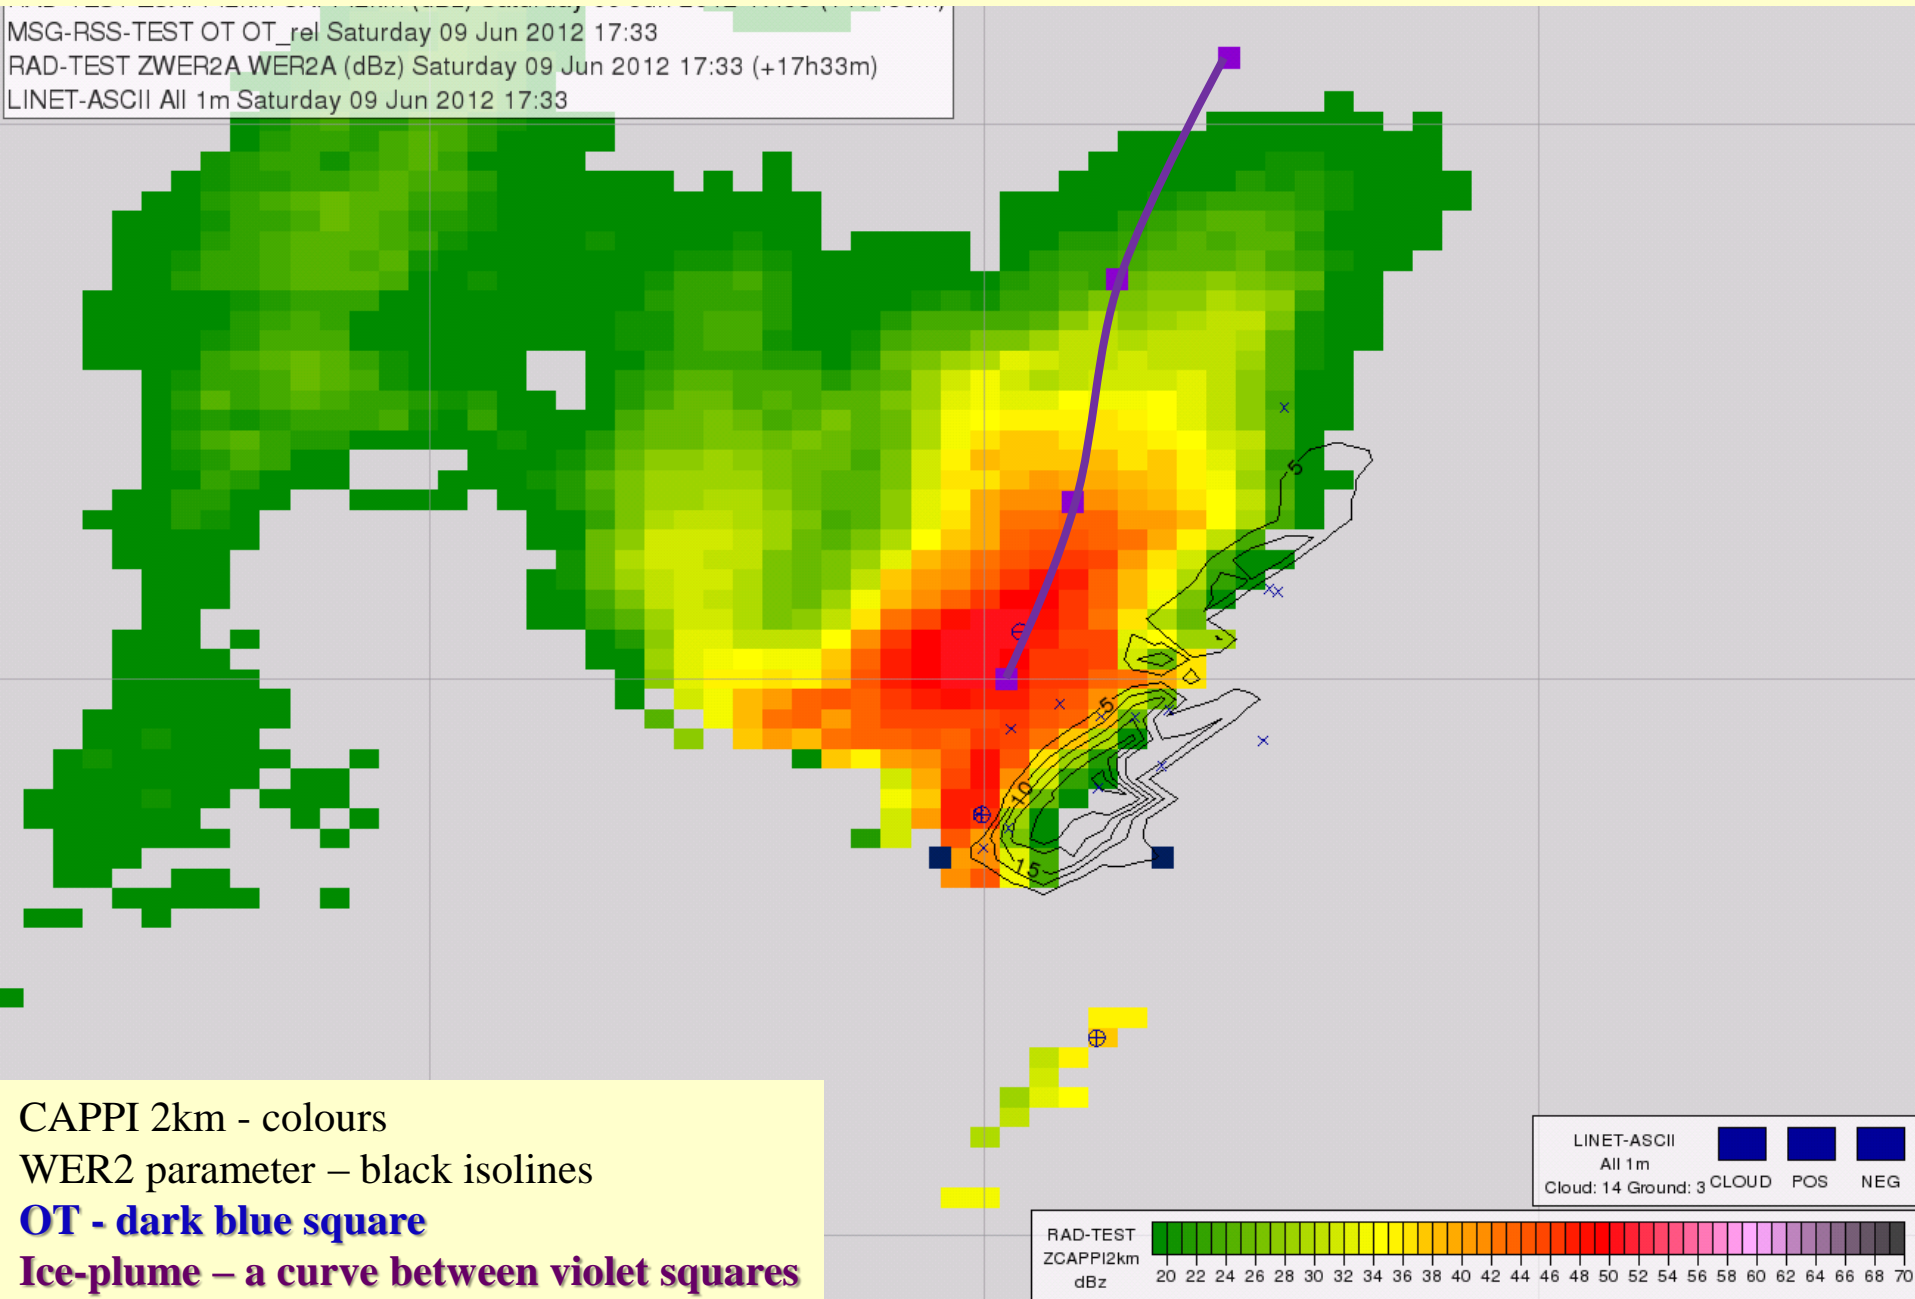 MSG-RSS-TEST OT OT_rel Saturday 09 Jun 2012 17:33
RAD-TEST ZWER2A WER2A (dBz) Saturday 09 Jun 2012 17:33 (+17h33m)
LINET-ASCII All 1m Saturday 09 Jun 2012 17:33
5
5
10
15
CAPPI 2km - colours
WER2 parameter – black isolines
OT - dark blue square
Ice-plume – a curve between violet squares
LINET-ASCII
All 1m
Cloud: 14 Ground: 3
CLOUD POS NEG
RAD-TEST
ZCAPPI2km
dBz
20 22 24 26 28 30 32 34 36 38 40 42 44 46 48 50 52 54 56 58 60 62 64 66 68 70